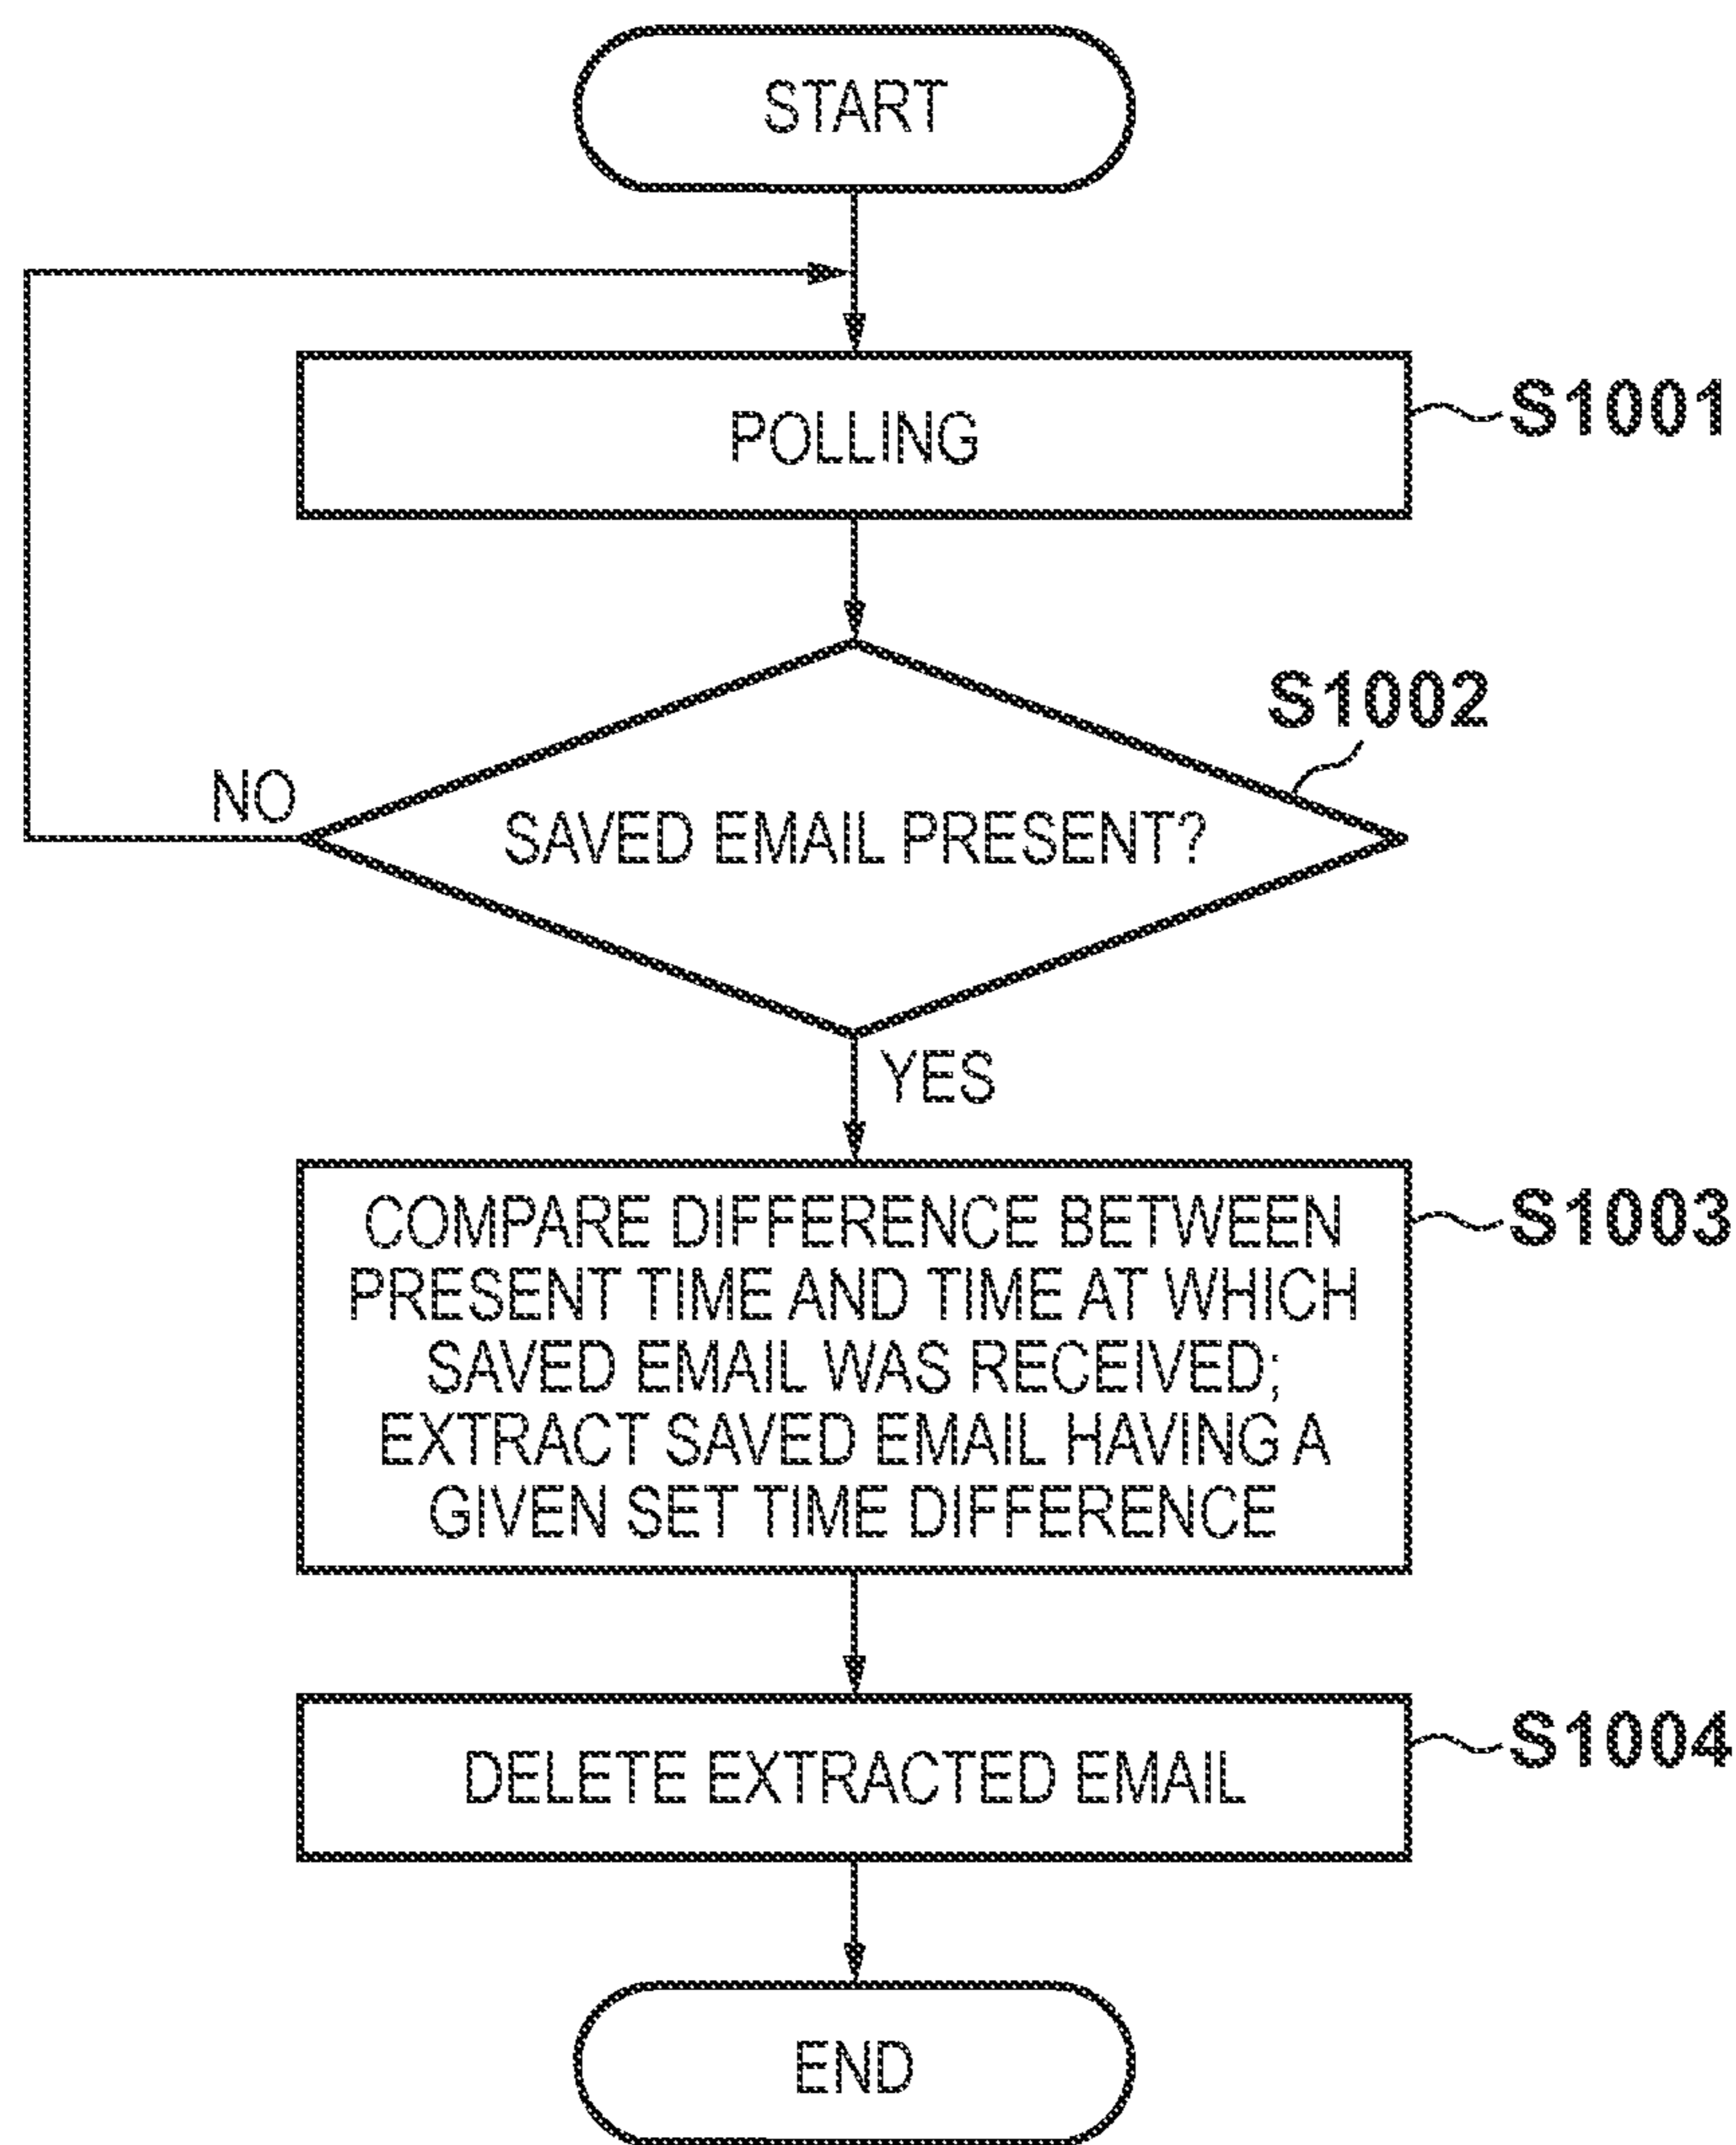 START
POLLING
S1001
S1002
NO
SAVED EMAIL PRESENT?
YES
COMPARE DIFFERENCE BETWEEN
PRESENT TIME AND TIME AT WHICH
SAVED EMAIL WAS RECEIVED;
EXTRACT SAVED EMAIL HAVING A
GIVEN SET TIME DIFFERENCE
S1003
DELETE EXTRACTED EMAIL
S1004
END